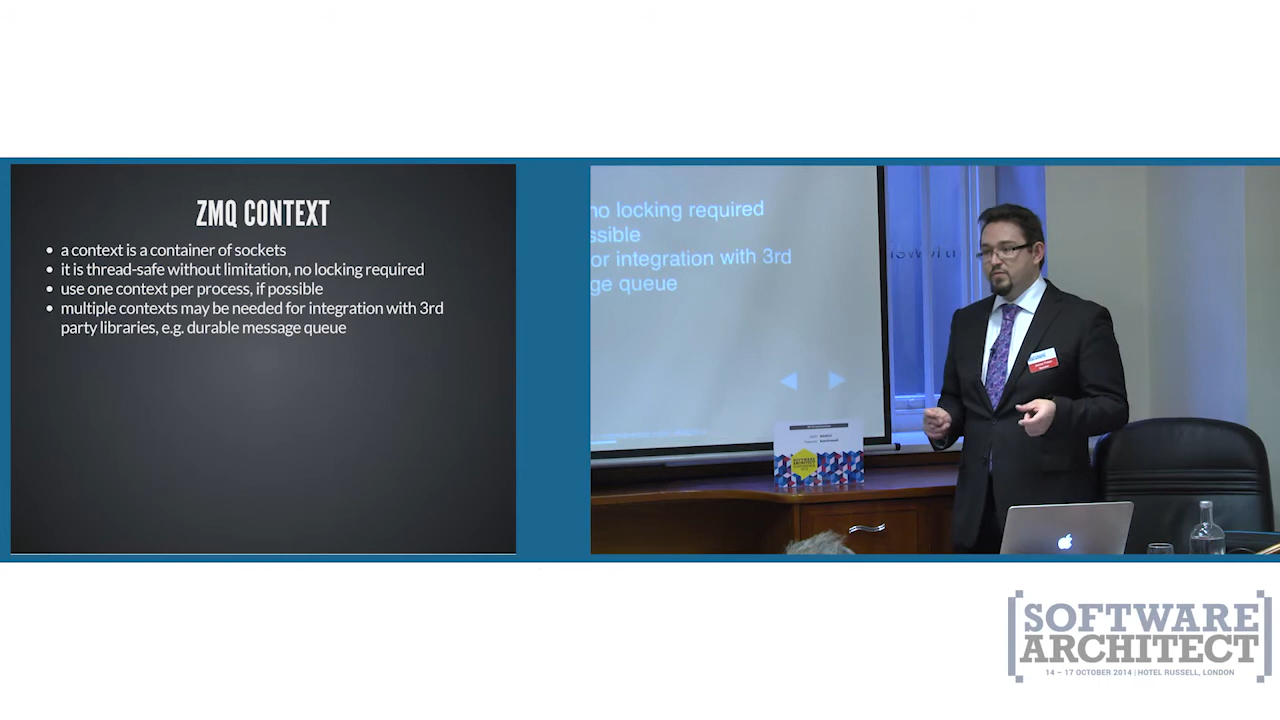 ZMQ CONTEXT
a context is a container of sockets
it is thread-safe without limitation, no locking required
use one context per process, if possible
multiple contexts may be needed for integration with 3rd
party libraries, e.g. durable message queue
no locking required
ssible
or integration with 3rd
ge queue
SOFTWARE
ARCHITECT
SOFTWARE
ARCHITECT
14 – 17 OCTOBER 2014 | HOTEL RUSSELL, LONDON